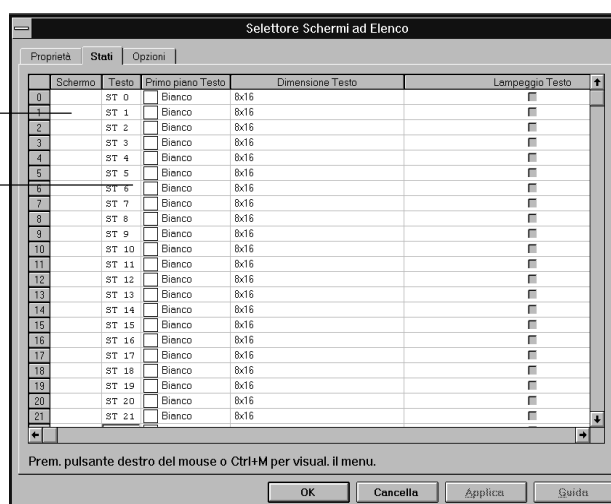 Selettore Schermi ad Elenco
Proprietà Stati Opzioni
Schermo Testo Primo piano Testo Dimensione Testo Lampeggio Testo
0 ST 0 Bianco 8x16
1 ST 1 Bianco 8x16
2 ST 2 Bianco 8x16
3 ST 3 Bianco 8x16
4 ST 4 Bianco 8x16
5 ST 5 Bianco 8x16
6 ST 6 Bianco 8x16
7 ST 7 Bianco 8x16
8 ST 8 Bianco 8x16
9 ST 9 Bianco 8x16
10 ST 10 Bianco 8x16
11 ST 11 Bianco 8x16
12 ST 12 Bianco 8x16
13 ST 13 Bianco 8x16
14 ST 14 Bianco 8x16
15 ST 15 Bianco 8x16
16 ST 16 Bianco 8x16
17 ST 17 Bianco 8x16
18 ST 18 Bianco 8x16
19 ST 19 Bianco 8x16
20 ST 20 Bianco 8x16
21 ST 21 Bianco 8x16
Prem. pulsante destro del mouse o Ctrl+M per visual. il menu.
OK Cancella Applica Guida